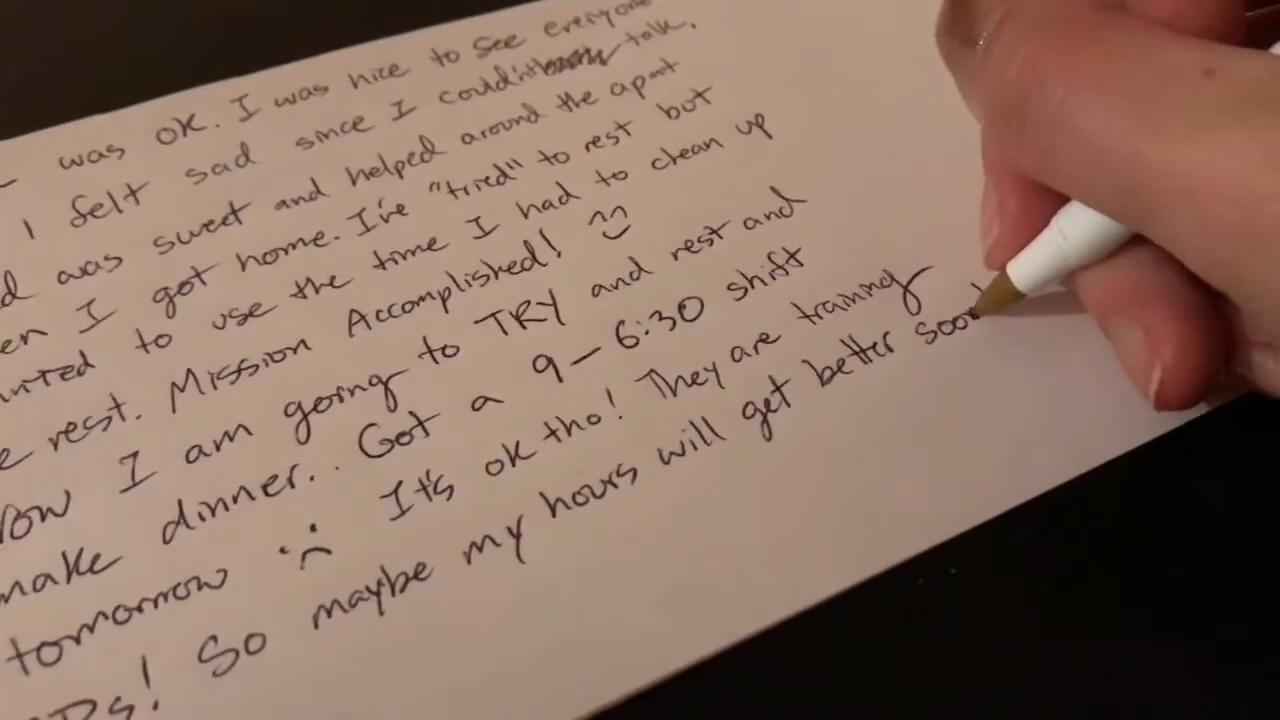 was OK. I was nice to see everyone
I felt sad since I couldn't talk.
was sweet and helped around the apart
I got home. I've "tried" to rest but
to use the time I had to clean up
rest. Mission Accomplished!
I am going to TRY and rest and
make dinner.. Got a 9-6:30 shift
tomorrow :( It's ok tho! They are training
! So maybe my hours will get better soon